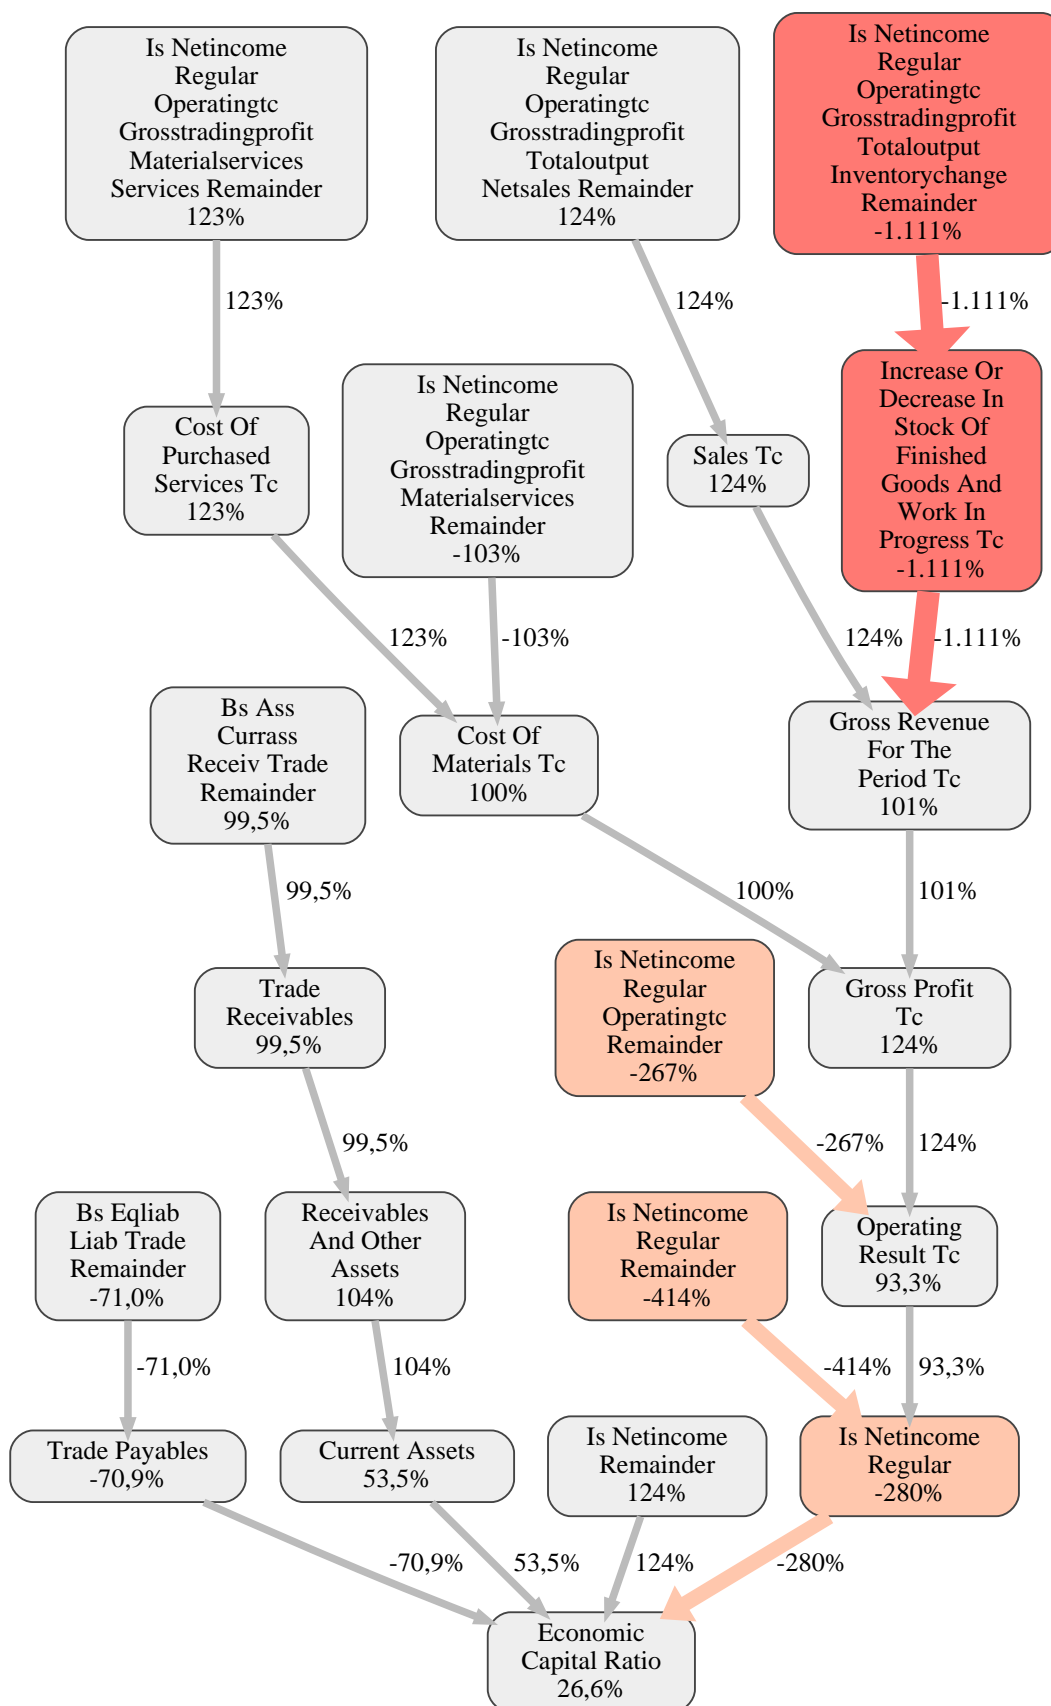 Is Netincome
Regular
Operatingtc
Grosstradingprofit
Materialservices
Services Remainder
123%
Is Netincome
Regular
Operatingtc
Grosstradingprofit
Totaloutput
Netsales Remainder
124%
Is Netincome
Regular
Operatingtc
Grosstradingprofit
Totaloutput
Inventorychange
Remainder
-1.111%
123%
124%
-1.111%
Cost Of
Purchased
Services Tc
123%
Is Netincome
Regular
Operatingtc
Grosstradingprofit
Materialservices
Remainder
-103%
Sales Tc
124%
Increase Or
Decrease In
Stock Of
Finished
Goods And
Work In
Progress Tc
-1.111%
123%
-103%
124%
-1.111%
Bs Ass
Currass
Receiv Trade
Remainder
99,5%
Cost Of
Materials Tc
100%
Gross Revenue
For The
Period Tc
101%
99,5%
100%
101%
Trade
Receivables
99,5%
Is Netincome
Regular
Operatingtc
Remainder
-267%
Gross Profit
Tc
124%
99,5%
-267%
124%
Bs Eqliab
Liab Trade
Remainder
-71,0%
Receivables
And Other
Assets
104%
Is Netincome
Regular
Remainder
-414%
Operating
Result Tc
93,3%
-71,0%
104%
-414%
93,3%
Trade Payables
-70,9%
Current Assets
53,5%
Is Netincome
Remainder
124%
Is Netincome
Regular
-280%
-70,9%
53,5%
124%
-280%
Economic
Capital Ratio
26,6%